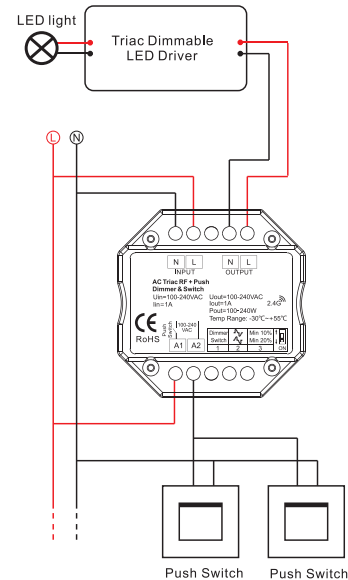 LED light
Triac Dimmable
LED Driver
L N
N L N L
INPUT OUTPUT
AC Triac RF + Push
Dimmer & Switch
Uin=100-240VAC
Iin=1A
Uout=100-240VAC
Iout=1A
Pout=100-240W
Temp Range: -30℃~+55℃
2.4G
CE
RoHS
Push
Switch
100-240
VAC
A1 A2
Dimmer Min 10%
Switch Min 20%
1 2 3 ON
Push Switch Push Switch